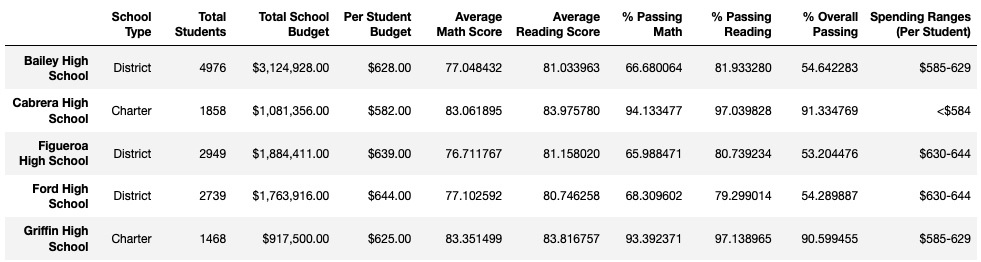 School Type Total Students Total School Budget Per Student Budget Average Math Score Average Reading Score % Passing Math % Passing Reading % Overall Passing Spending Ranges (Per Student)
Bailey High School District 4976 $3,124,928.00 $628.00 77.048432 81.033963 66.680064 81.933280 54.642283 $585-629
Cabrera High School Charter 1858 $1,081,356.00 $582.00 83.061895 83.975780 94.133477 97.039828 91.334769 <$584
Figueroa High School District 2949 $1,884,411.00 $639.00 76.711767 81.158020 65.988471 80.739234 53.204476 $630-644
Ford High School District 2739 $1,763,916.00 $644.00 77.102592 80.746258 68.309602 79.299014 54.289887 $630-644
Griffin High School Charter 1468 $917,500.00 $625.00 83.351499 83.816757 93.392371 97.138965 90.599455 $585-629